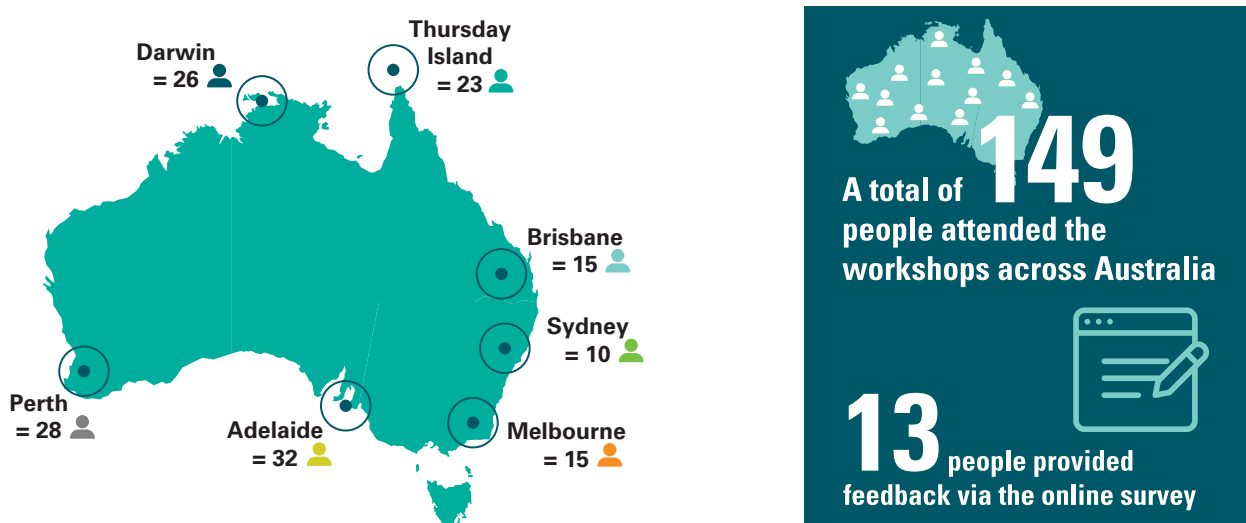 Darwin
= 26
Thursday
Island
= 23
Brisbane
= 15
Sydney
= 10
Perth
= 28
Adelaide
= 32
Melbourne
= 15
A total of 149
people attended the
workshops across Australia
13 people provided
feedback via the online survey